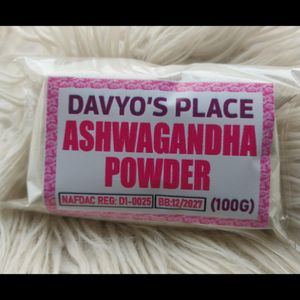 DAVYO'S PLACE
ASHWAGANDHA
POWDER
NAFDAC REG: D1-0025 BB:12/2027 (100G)